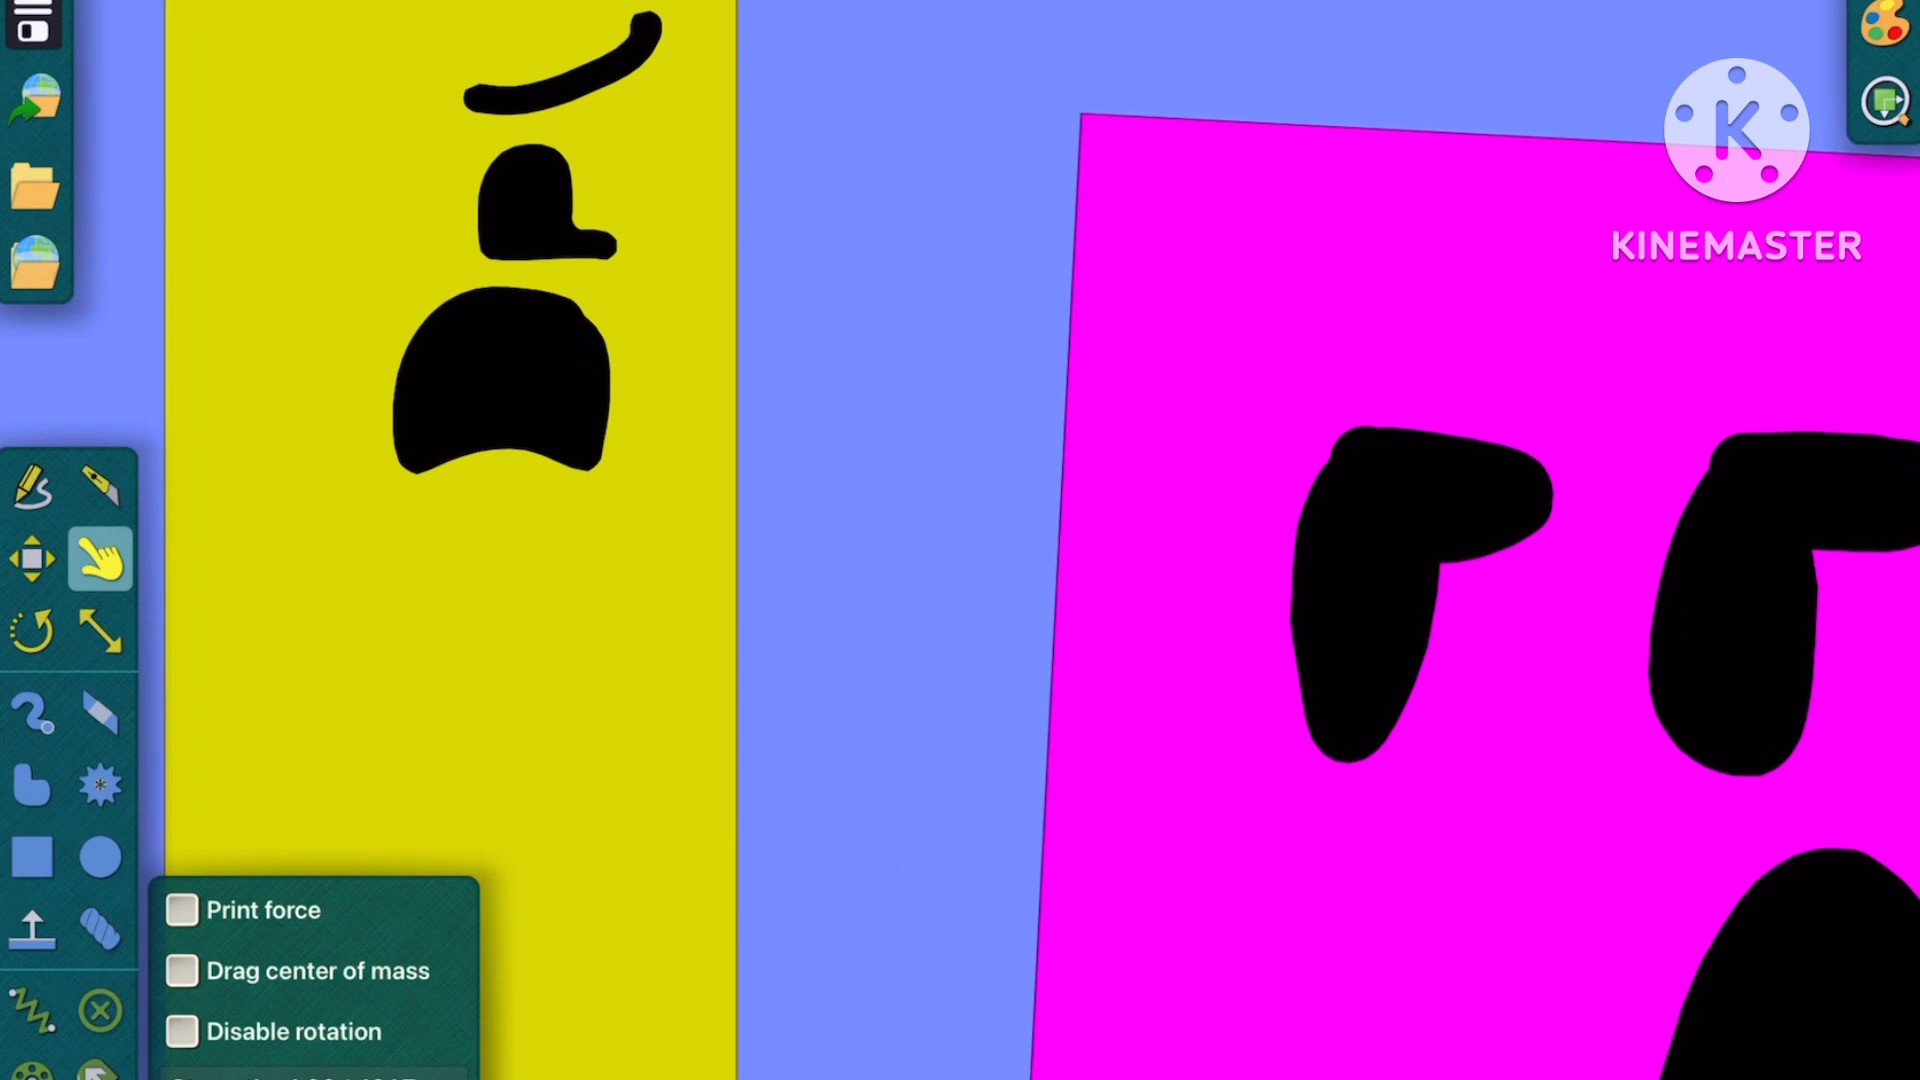 K
KINEMASTER
Print force
Drag center of mass
Disable rotation